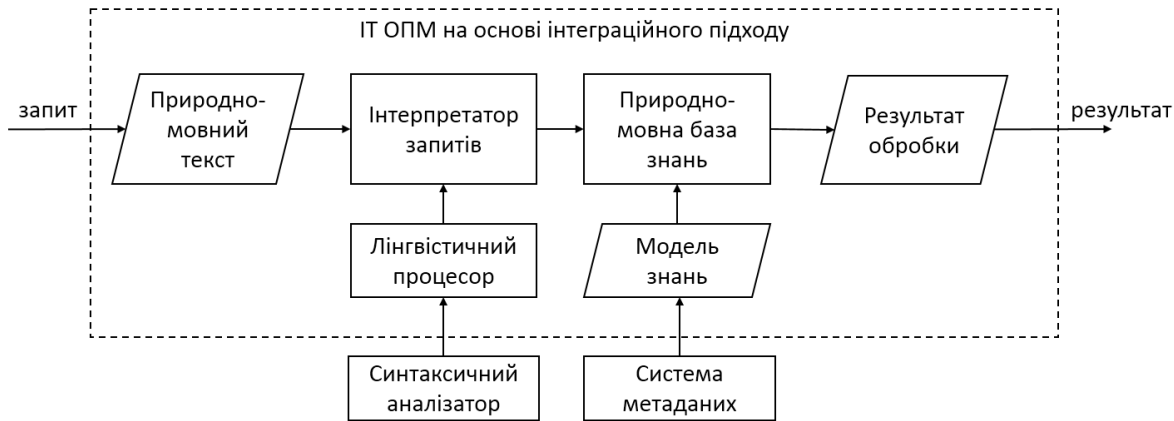 ІТ ОПМ на основі інтеграційного підходу
запит
Природно-
мовний
текст
Інтерпретатор
запитів
Природно-
мовна база
знань
Результат
обробки
результат
Лінгвістичний
процесор
Модель
знань
Синтаксичний
аналізатор
Система
метаданих